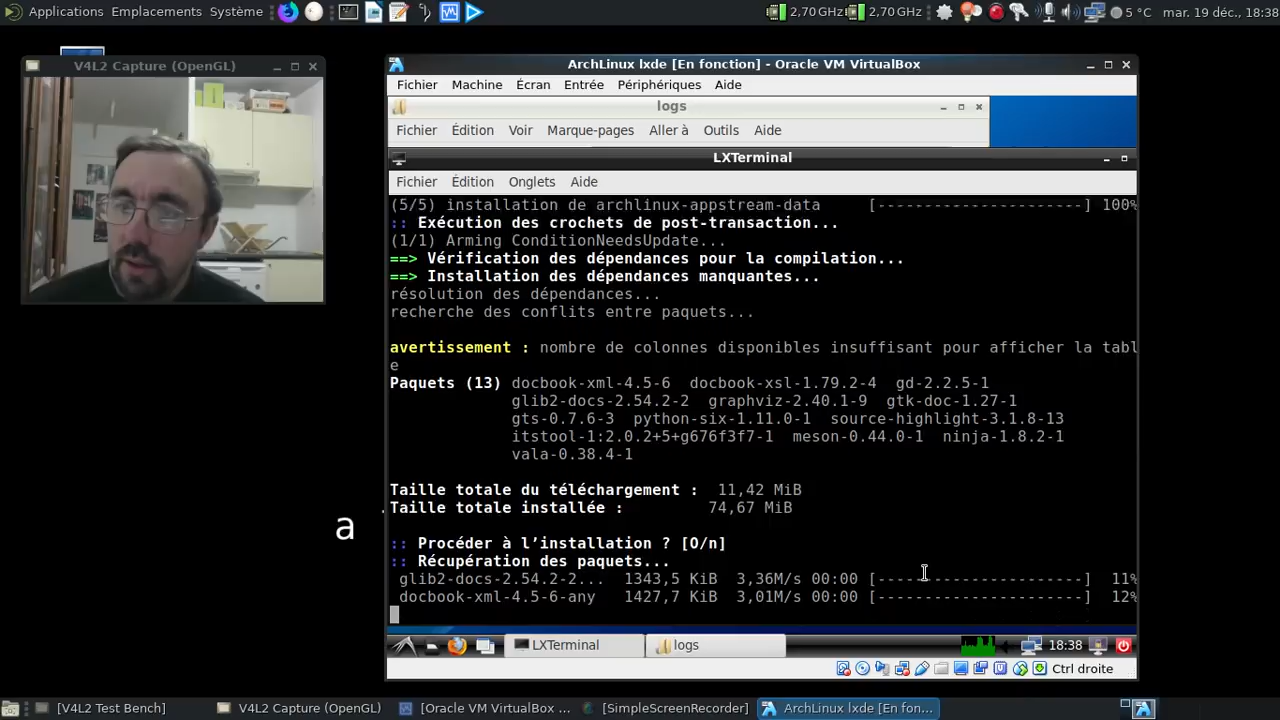 Applications Emplacements Système 2,70 GHz 2,70 GHz 5 °C mar. 19 déc., 18:38
V4L2 Capture (OpenGL)
ArchLinux lxde [En fonction] - Oracle VM VirtualBox
Fichier Machine Écran Entrée Périphériques Aide
logs
Fichier Édition Voir Marque-pages Aller à Outils Aide
LXTerminal
Fichier Édition Onglets Aide
(5/5) installation de archlinux-appstream-data [----------------------] 100%
:: Exécution des crochets de post-transaction...
(1/1) Arming ConditionNeedsUpdate...
==> Vérification des dépendances pour la compilation...
==> Installation des dépendances manquantes...
résolution des dépendances...
recherche des conflits entre paquets...
avertissement : nombre de colonnes disponibles insuffisant pour afficher la tabl
e
Paquets (13) docbook-xml-4.5-6 docbook-xsl-1.79.2-4 gd-2.2.5-1
glib2-docs-2.54.2-2 graphviz-2.40.1-9 gtk-doc-1.27-1
gts-0.7.6-3 python-six-1.11.0-1 source-highlight-3.1.8-13
itstool-1:2.0.2+5+g676f3f7-1 meson-0.44.0-1 ninja-1.8.2-1
vala-0.38.4-1
Taille totale du téléchargement : 11,42 MiB
Taille totale installée : 74,67 MiB
a
:: Procéder à l’installation ? [O/n]
:: Récupération des paquets...
glib2-docs-2.54.2-2... 1343,5 KiB 3,36M/s 00:00 [----------------------] 11%
docbook-xml-4.5-6-any 1427,7 KiB 3,01M/s 00:00 [----------------------] 12%
LXTerminal logs 18:38
Ctrl droite
[V4L2 Test Bench] V4L2 Capture (OpenGL) [Oracle VM VirtualBox ... [SimpleScreenRecorder] ArchLinux lxde [En fon...